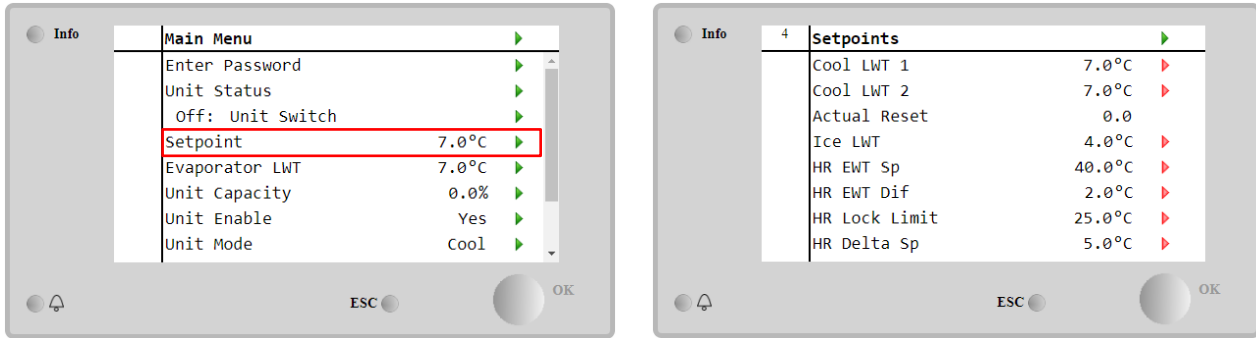 Info
Main Menu
Enter Password
Unit Status
Off: Unit Switch
Setpoint 7.0°C
Evaporator LWT 7.0°C
Unit Capacity 0.0%
Unit Enable Yes
Unit Mode Cool
ESC
OK
Info
4 Setpoints
Cool LWT 1 7.0°C
Cool LWT 2 7.0°C
Actual Reset 0.0
Ice LWT 4.0°C
HR EWT Sp 40.0°C
HR EWT Dif 2.0°C
HR Lock Limit 25.0°C
HR Delta Sp 5.0°C
ESC
OK